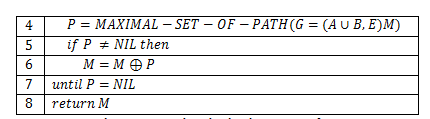 4 P = MAXIMAL − SET − OF − PATH(G = (A ∪ B, E)M)
5 if P ≠ NIL then
6 M = M ⊕ P
7 until P = NIL
8 return M